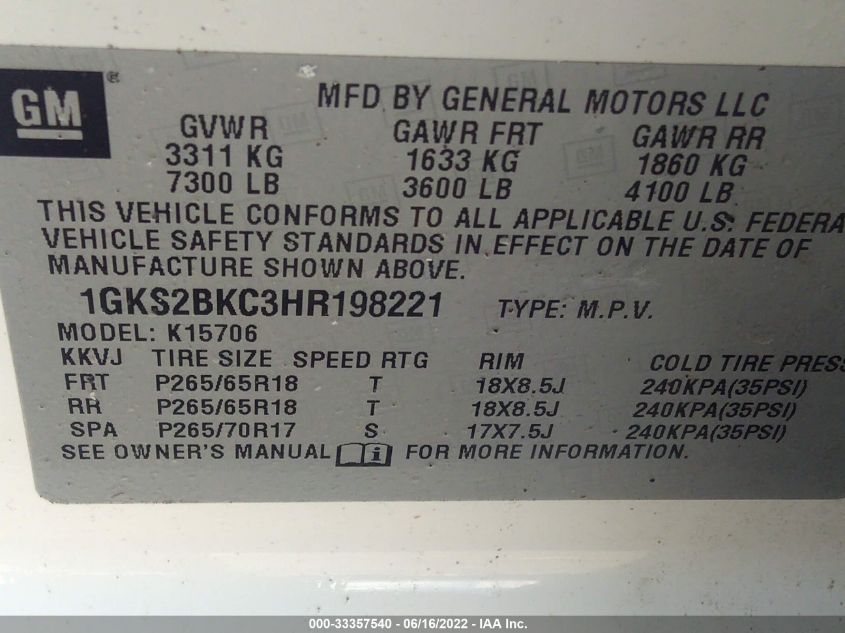 GM ®
MFD BY GENERAL MOTORS LLC
GVWR GAWR FRT GAWR RR
3311 KG 1633 KG 1860 KG
7300 LB 3600 LB 4100 LB
THIS VEHICLE CONFORMS TO ALL APPLICABLE U.S. FEDERA
VEHICLE SAFETY STANDARDS IN EFFECT ON THE DATE OF
MANUFACTURE SHOWN ABOVE.
1GKS2BKC3HR198221 TYPE: M.P.V.
MODEL: K15706
KKVJ TIRE SIZE SPEED RTG RIM COLD TIRE PRESS
FRT P265/65R18 T 18X8.5J 240KPA(35PSI)
RR P265/65R18 T 18X8.5J 240KPA(35PSI)
SPA P265/70R17 S 17X7.5J 240KPA(35PSI)
SEE OWNER'S MANUAL i FOR MORE INFORMATION.
000-33357540 - 06/16/2022 - IAA Inc.